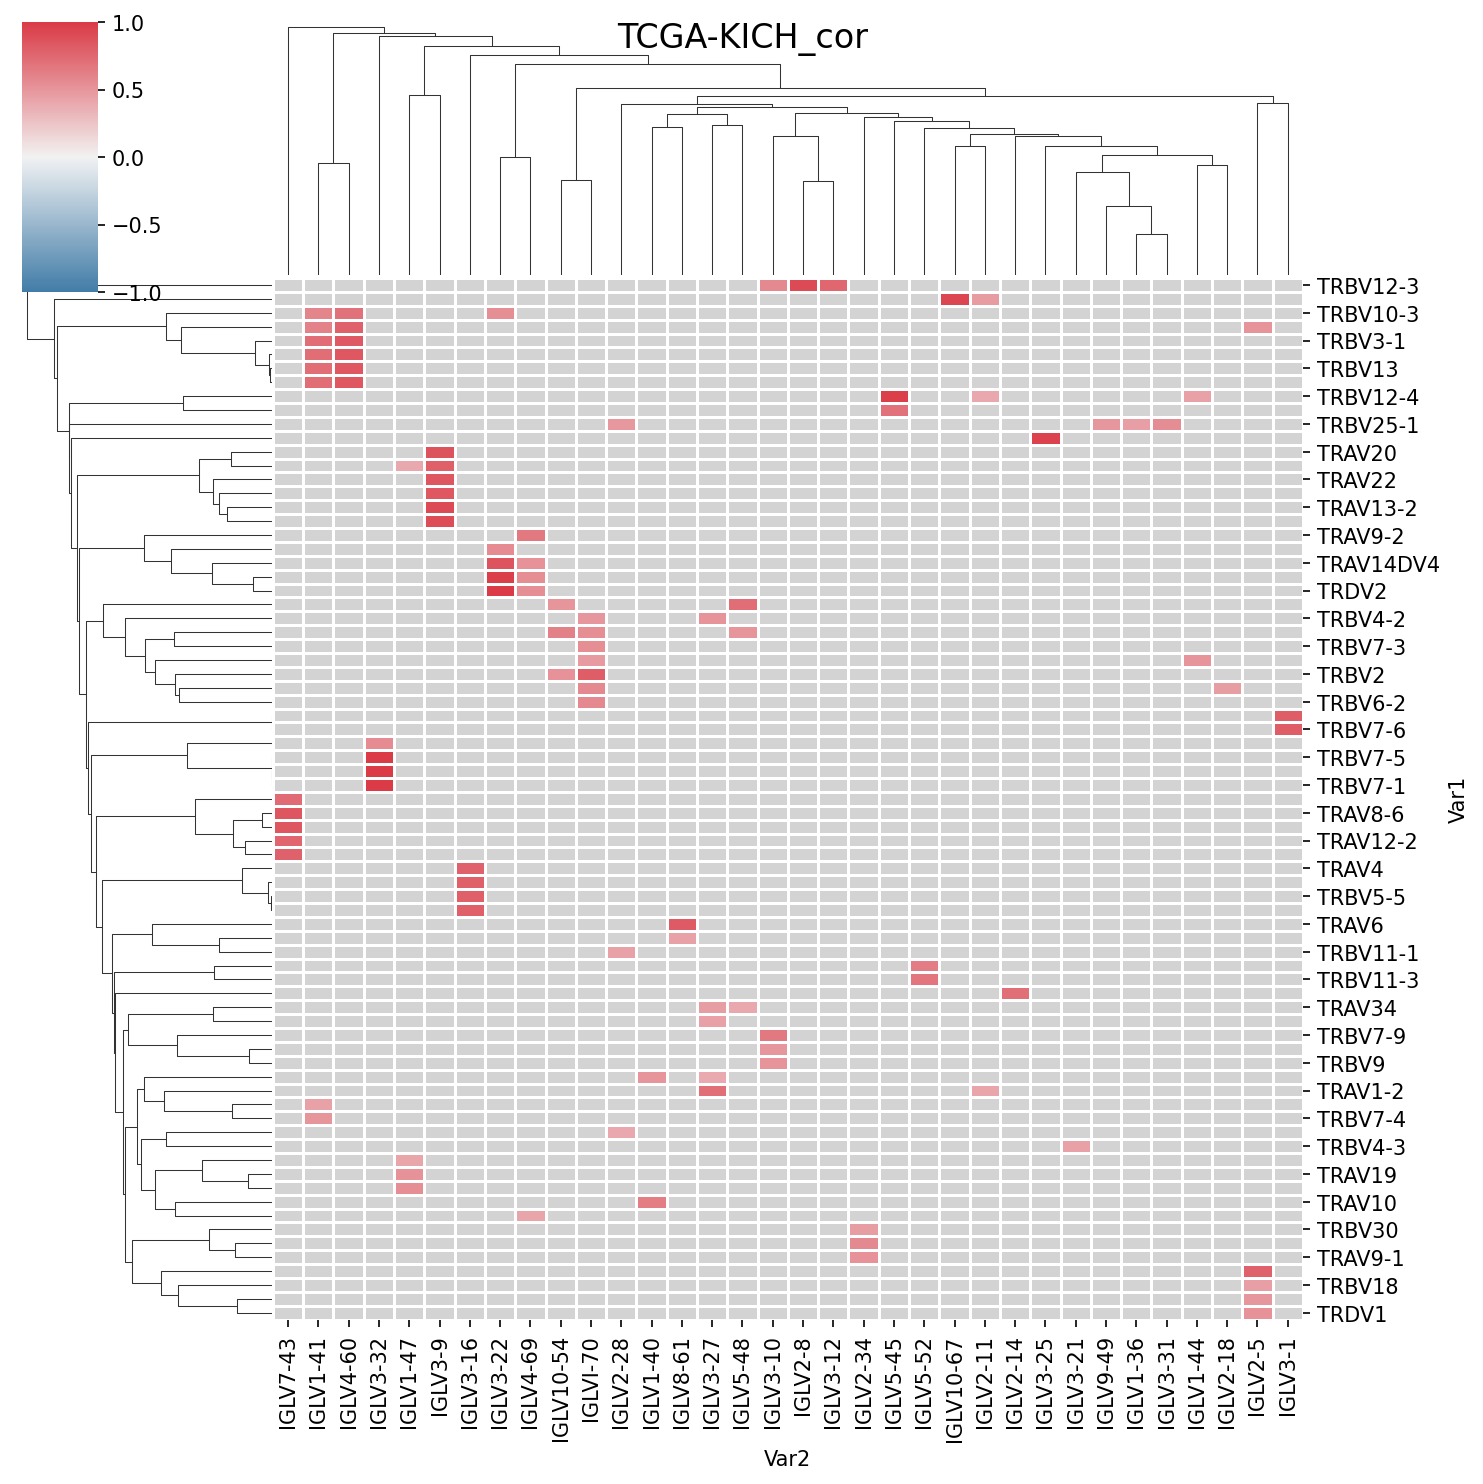 TCGA-KICH_cor
1.0
0.5
0.0
−0.5
−1.0
TRBV12-3
TRBV10-3
TRBV3-1
TRBV13
TRBV12-4
TRBV25-1
TRAV20
TRAV22
TRAV13-2
TRAV9-2
TRAV14DV4
TRDV2
TRBV4-2
TRBV7-3
TRBV2
TRBV6-2
TRBV7-6
TRBV7-5
TRBV7-1
TRAV8-6
TRAV12-2
TRAV4
TRBV5-5
TRAV6
TRBV11-1
TRBV11-3
TRAV34
TRBV7-9
TRBV9
TRAV1-2
TRBV7-4
TRBV4-3
TRAV19
TRAV10
TRBV30
TRAV9-1
TRBV18
TRDV1
Var1
IGLV7-43
IGLV1-41
IGLV4-60
IGLV3-32
IGLV1-47
IGLV3-9
IGLV3-16
IGLV3-22
IGLV4-69
IGLV10-54
IGLVI-70
IGLV2-28
IGLV1-40
IGLV8-61
IGLV3-27
IGLV5-48
IGLV3-10
IGLV2-8
IGLV3-12
IGLV2-34
IGLV5-45
IGLV5-52
IGLV10-67
IGLV2-11
IGLV2-14
IGLV3-25
IGLV3-21
IGLV9-49
IGLV1-36
IGLV3-31
IGLV1-44
IGLV2-18
IGLV2-5
IGLV3-1
Var2